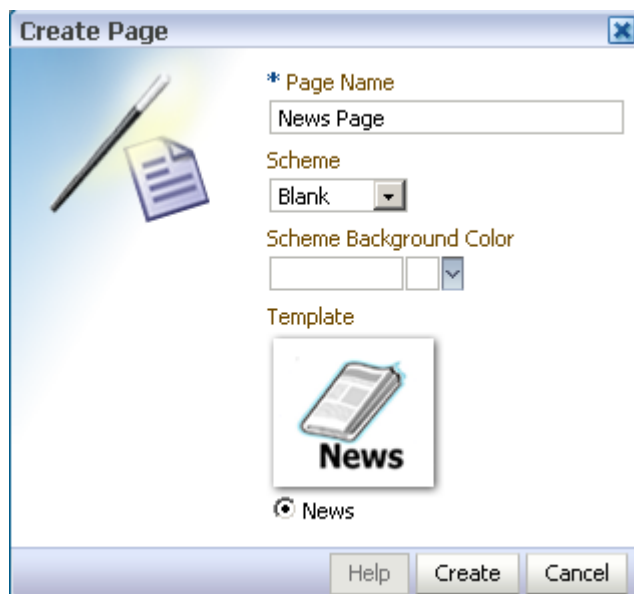 Create Page
* Page Name
News Page
Scheme
Blank
Scheme Background Color
Template
News
News
Help Create Cancel